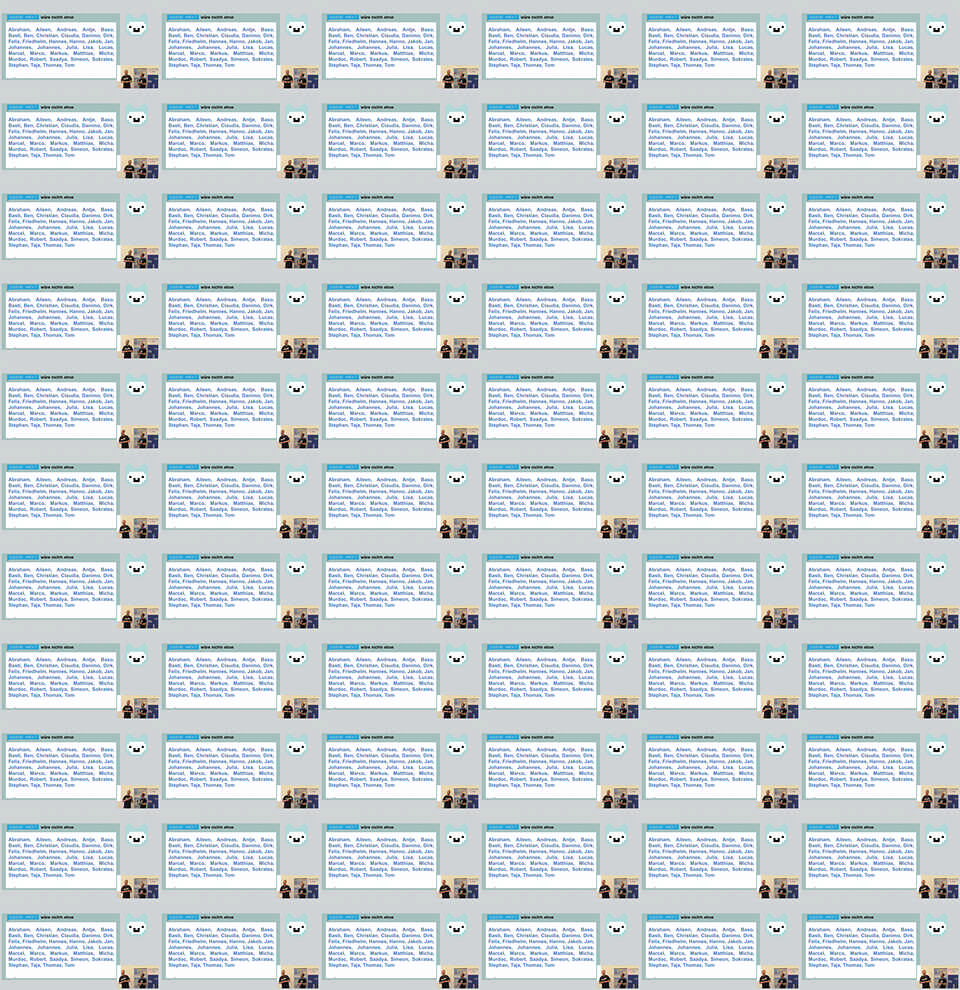 wäre nicht ohne
Abraham, Aileen, Andreas, Antje, Baso,
Basti, Ben, Christian, Claudia, Danimo, Dirk,
Felix, Friedhelm, Hannes, Hanno, Jakob, Jan,
Johannes, Johannes, Julia, Lisa, Lucas,
Marcel, Marco, Markus, Matthias, Micha,
Murdoc, Robert, Saadya, Simeon, Sokrates,
Stephan, Taja, Thomas, Tom